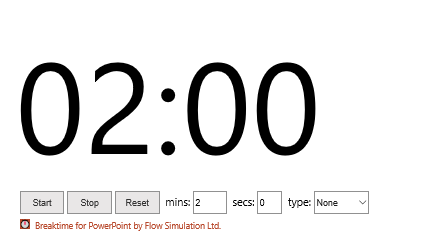 02:00
Start Stop Reset mins: 2 secs: 0 type: None
Breaktime for PowerPoint by Flow Simulation Ltd.